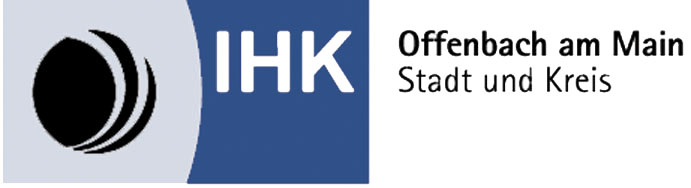 IHK
Offenbach am Main
Stadt und Kreis